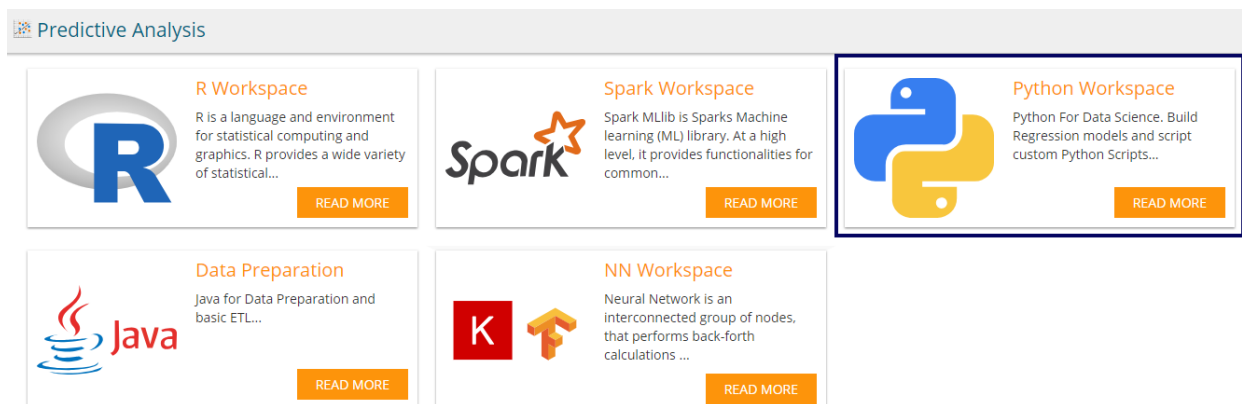 Predictive Analysis
R Workspace
R is a language and environment
for statistical computing and
graphics. R provides a wide variety
of statistical...
READ MORE
R
Spark Workspace
Spark MLlib is Sparks Machine
learning (ML) library. At a high
level, it provides functionalities for
common...
READ MORE
Spark
Python Workspace
Python For Data Science. Build
Regression models and script
custom Python Scripts...
READ MORE
Data Preparation
Java for Data Preparation and
basic ETL...
READ MORE
Java
NN Workspace
Neural Network is an
interconnected group of nodes,
that performs back-forth
calculations ...
READ MORE
K